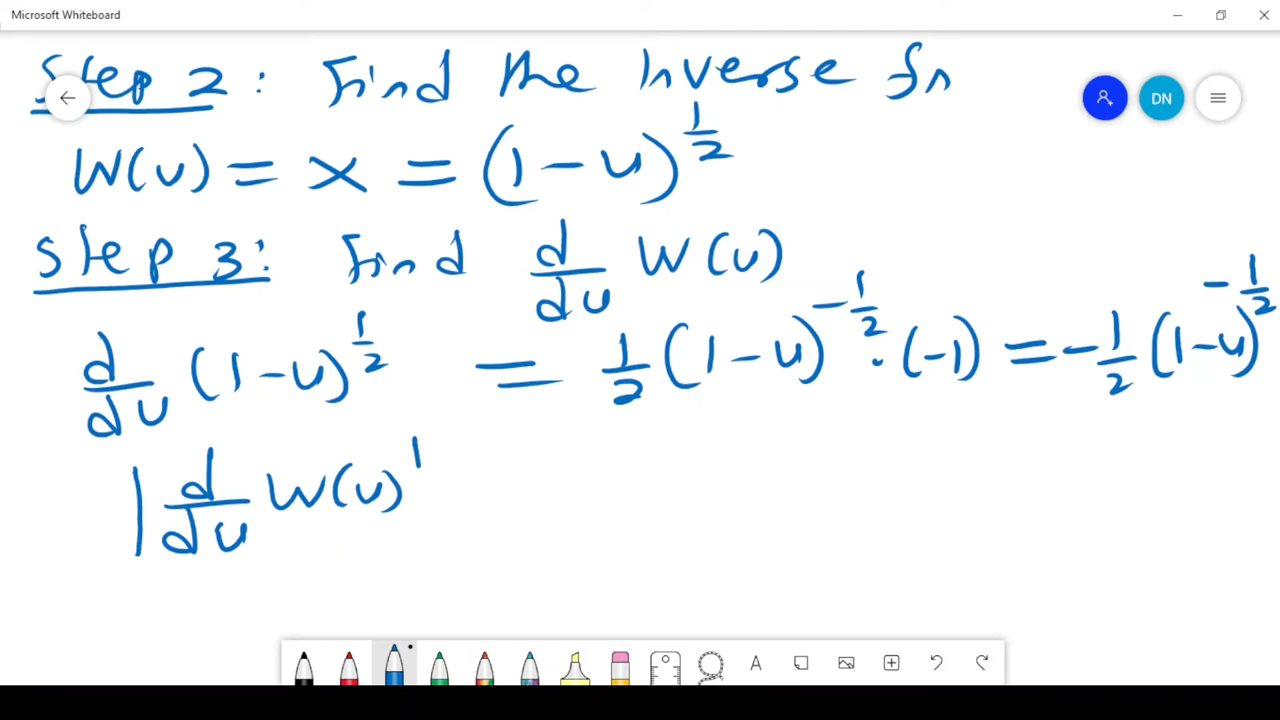 Microsoft Whiteboard
Step 2: Find the Inverse fn
DN
W(u) = x = (1-u)^{1/2}
Step 3: Find d/du W(u)
d/du (1-u)^{1/2} = 1/2 (1-u)^{-1/2} . (-1) = -1/2 (1-u)^{-1/2}
|d/du W(u)|
A